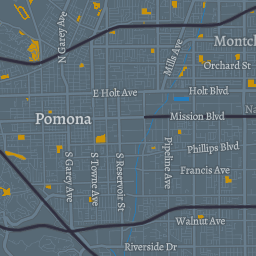 N Garey Ave
Mills Ave
Montcl
Orchard St
E Holt Ave
Holt Blvd
Mission Blvd
Na
Pomona
S Garey Ave
S Towne Ave
S Reservoir St
Pipeline Ave
Phillips Blvd
Francis Ave
Walnut Ave
Riverside Dr